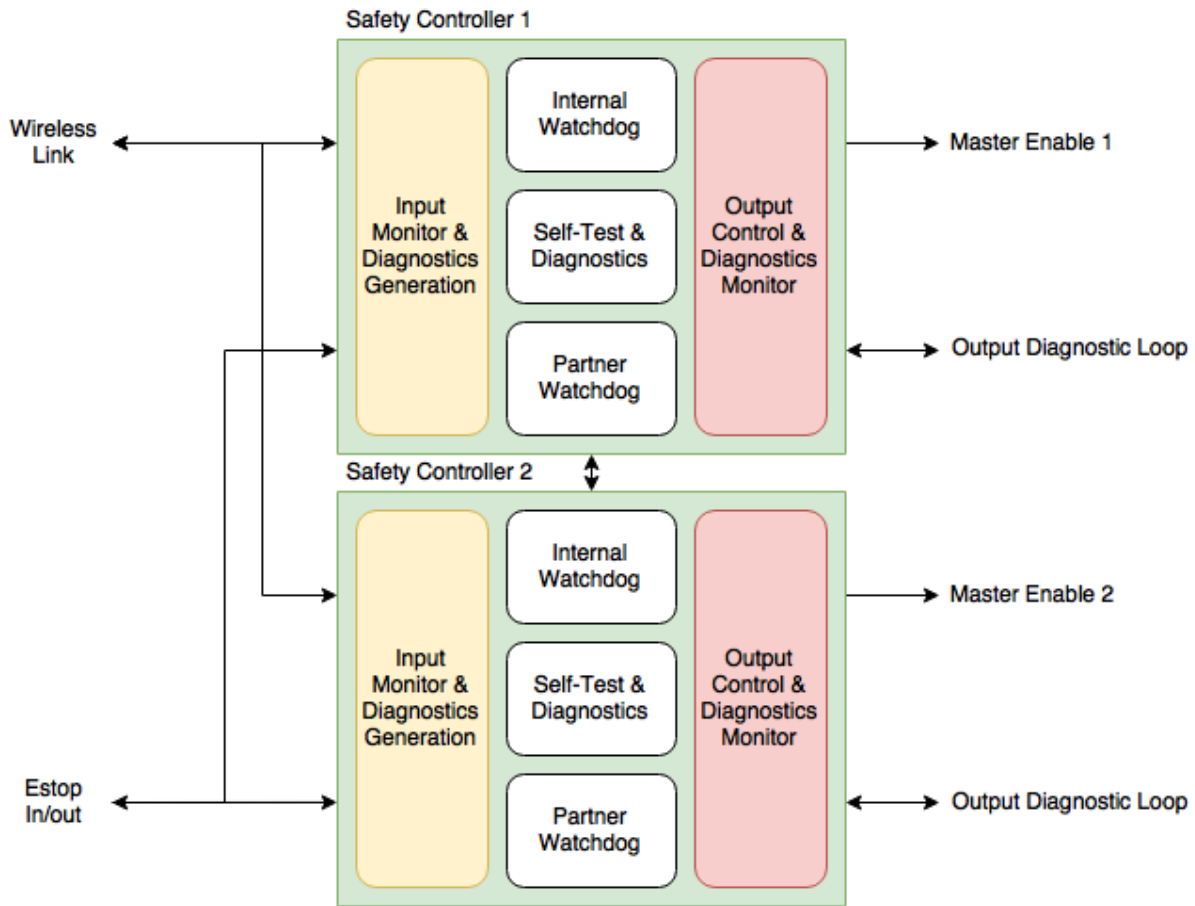 Safety Controller 1
Wireless
Link
Input
Monitor &
Diagnostics
Generation
Internal
Watchdog
Self-Test &
Diagnostics
Partner
Watchdog
Output
Control &
Diagnostics
Monitor
Master Enable 1
Output Diagnostic Loop
Safety Controller 2
Input
Monitor &
Diagnostics
Generation
Internal
Watchdog
Self-Test &
Diagnostics
Partner
Watchdog
Output
Control &
Diagnostics
Monitor
Master Enable 2
Estop
In/out
Output Diagnostic Loop